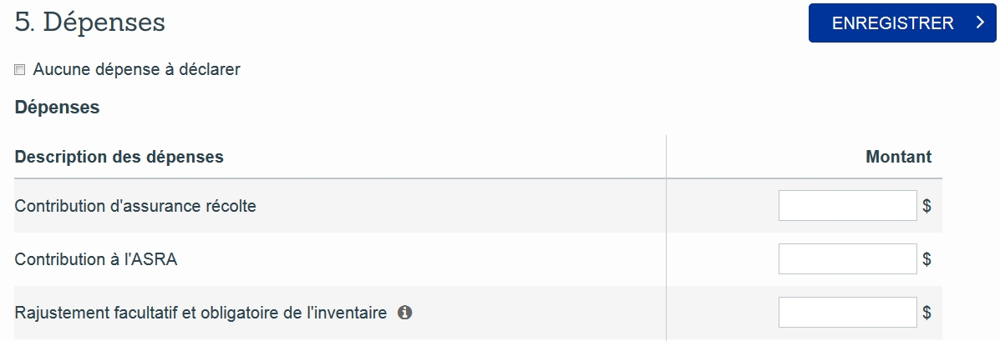 5. Dépenses
ENREGISTRER
Aucune dépense à déclarer
Dépenses
Description des dépenses Montant
Contribution d'assurance récolte $
Contribution à l'ASRA $
Rajustement facultatif et obligatoire de l'inventaire $